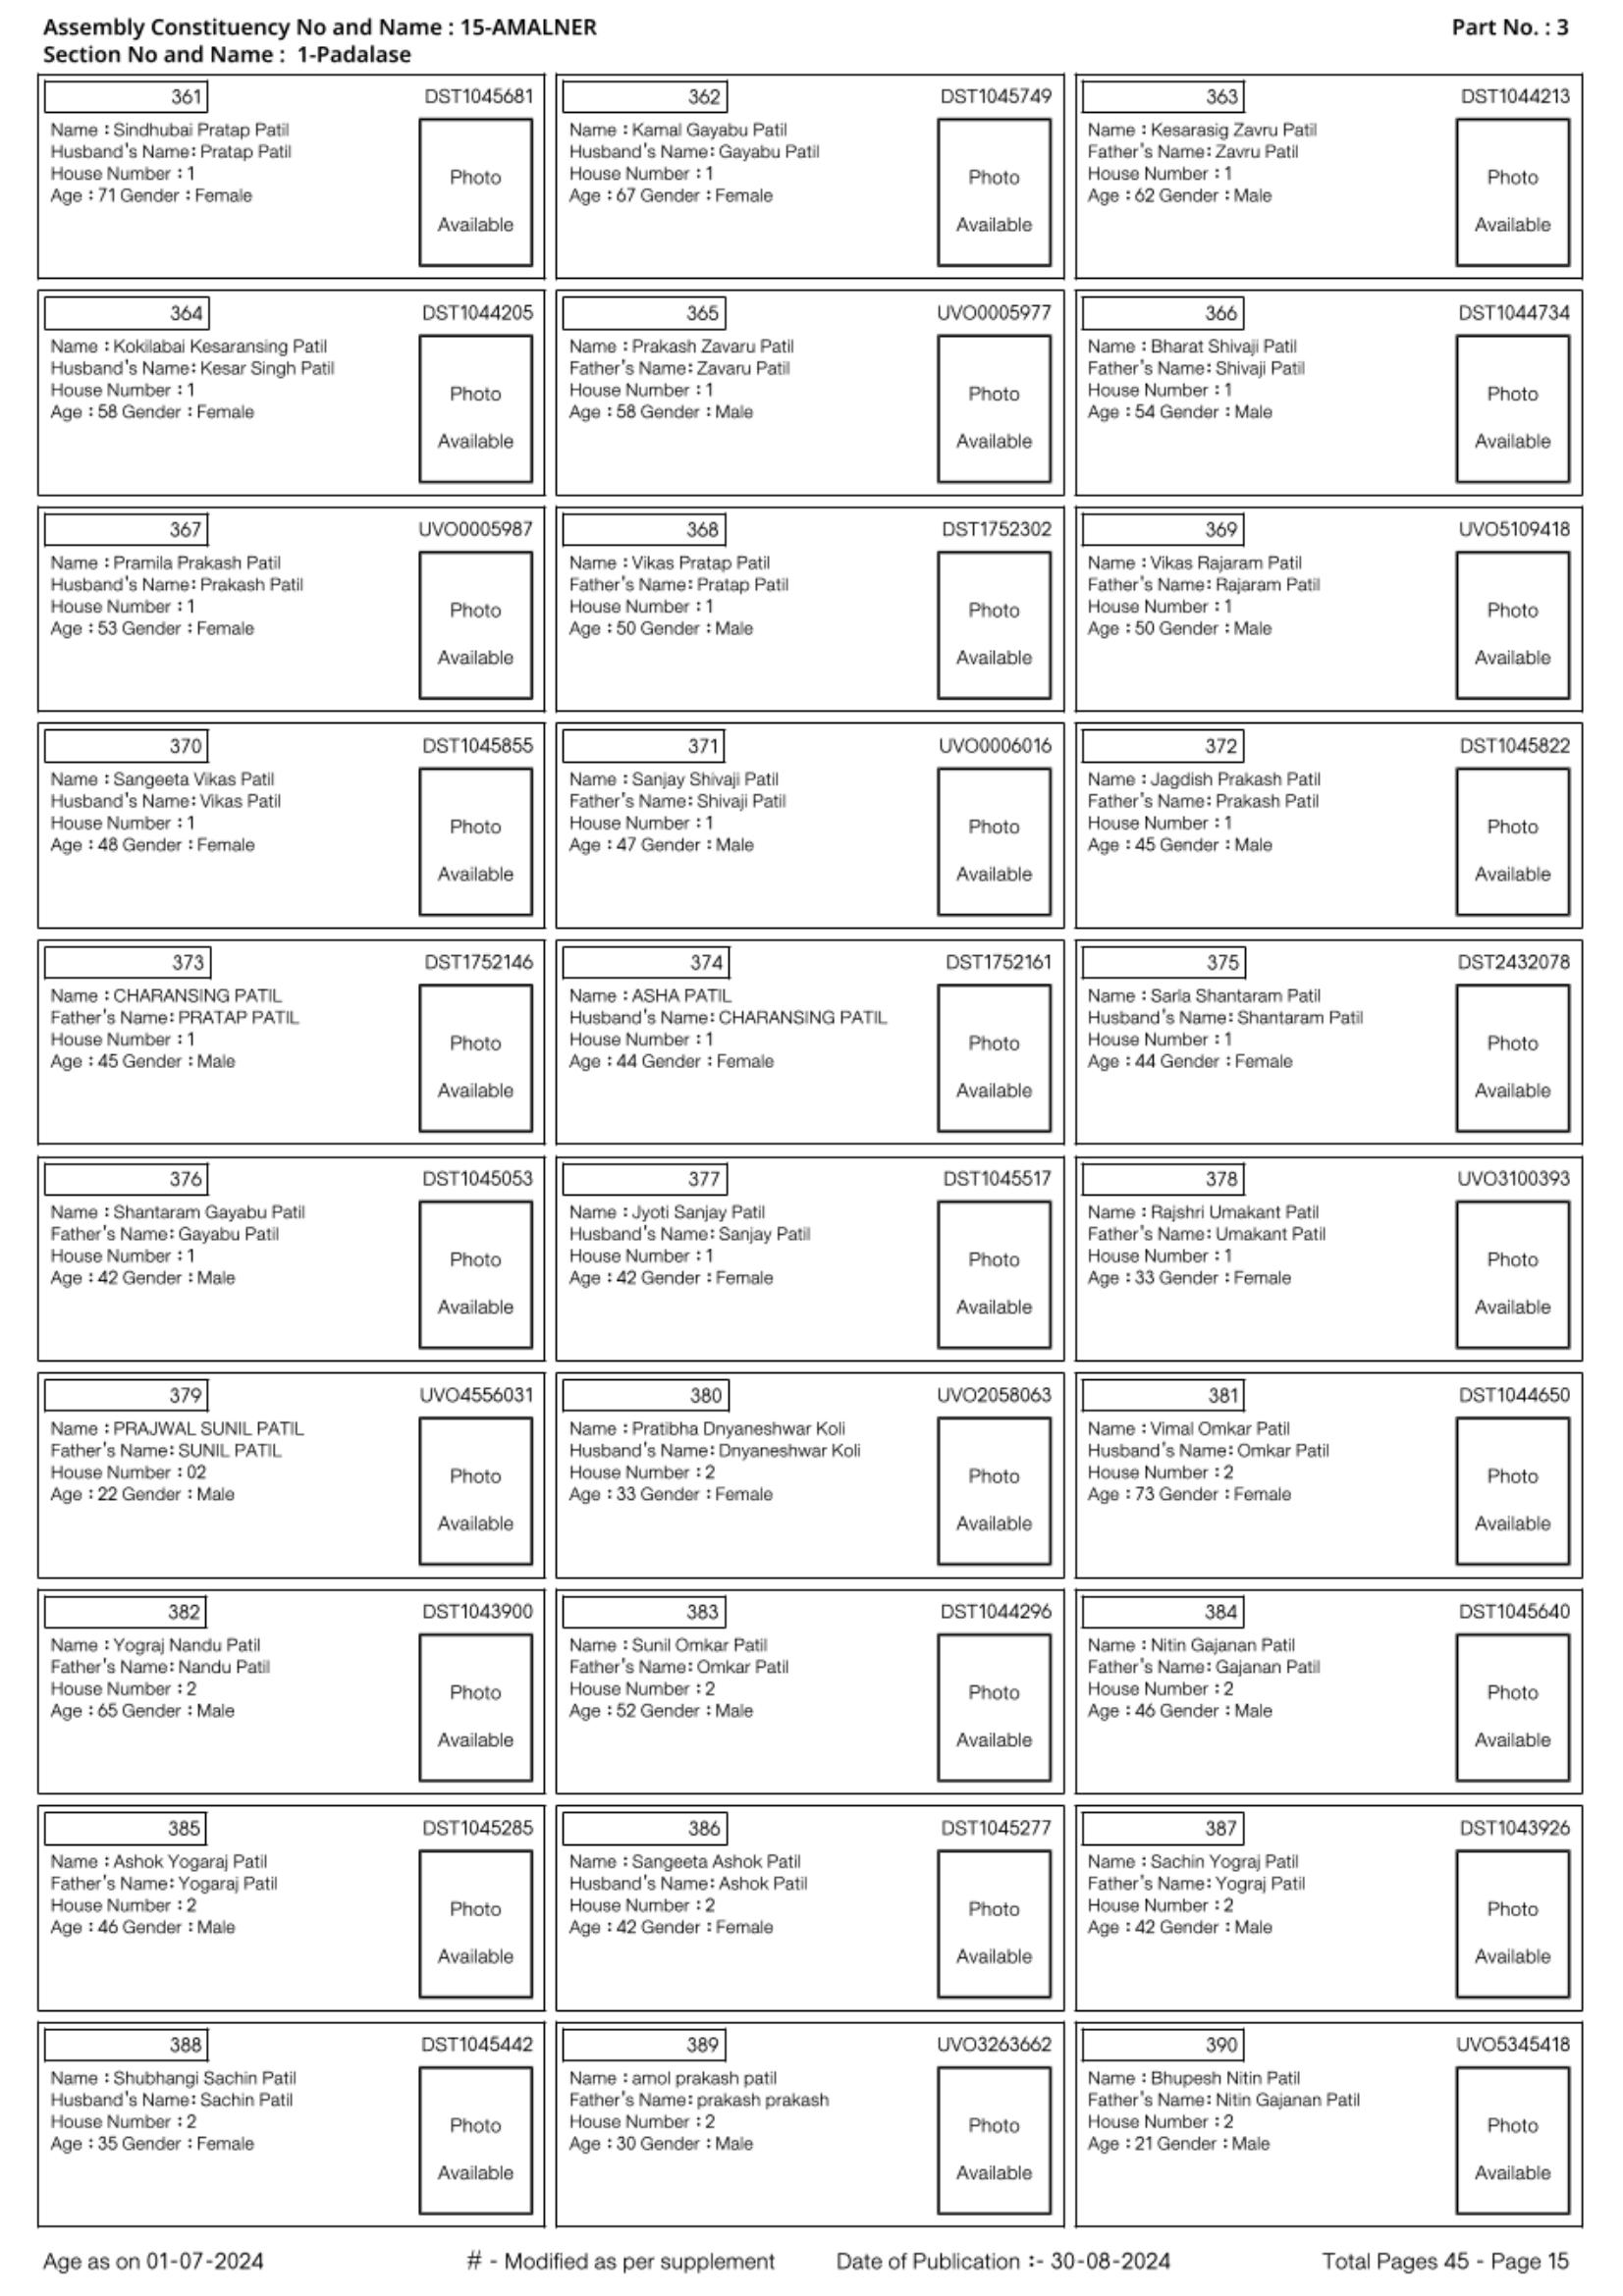 Assembly Constituency No and Name : 15-AMALNER
Part No. : 3
Section No and Name : 1-Padalase
361 DST1045681
Name : Sindhubai Pratap Patil
Husband's Name: Pratap Patil
House Number : 1
Age : 71 Gender : Female
Photo
Available
362 DST1045749
Name : Kamal Gayabu Patil
Husband's Name: Gayabu Patil
House Number : 1
Age : 67 Gender : Female
Photo
Available
363 DST1044213
Name : Kesarasig Zavru Patil
Father's Name: Zavru Patil
House Number : 1
Age : 62 Gender : Male
Photo
Available
364 DST1044205
Name : Kokilabai Kesaransing Patil
Husband's Name: Kesar Singh Patil
House Number : 1
Age : 58 Gender : Female
Photo
Available
365 UVO0005977
Name : Prakash Zavaru Patil
Father's Name: Zavaru Patil
House Number : 1
Age : 58 Gender : Male
Photo
Available
366 DST1044734
Name : Bharat Shivaji Patil
Father's Name: Shivaji Patil
House Number : 1
Age : 54 Gender : Male
Photo
Available
367 UVO0005987
Name : Pramila Prakash Patil
Husband's Name: Prakash Patil
House Number : 1
Age : 53 Gender : Female
Photo
Available
368 DST1752302
Name : Vikas Pratap Patil
Father's Name: Pratap Patil
House Number : 1
Age : 50 Gender : Male
Photo
Available
369 UVO5109418
Name : Vikas Rajaram Patil
Father's Name: Rajaram Patil
House Number : 1
Age : 50 Gender : Male
Photo
Available
370 DST1045855
Name : Sangeeta Vikas Patil
Husband's Name: Vikas Patil
House Number : 1
Age : 48 Gender : Female
Photo
Available
371 UVO0006016
Name : Sanjay Shivaji Patil
Father's Name: Shivaji Patil
House Number : 1
Age : 47 Gender : Male
Photo
Available
372 DST1045822
Name : Jagdish Prakash Patil
Father's Name: Prakash Patil
House Number : 1
Age : 45 Gender : Male
Photo
Available
373 DST1752146
Name : CHARANSING PATIL
Father's Name: PRATAP PATIL
House Number : 1
Age : 45 Gender : Male
Photo
Available
374 DST1752161
Name : ASHA PATIL
Husband's Name: CHARANSING PATIL
House Number : 1
Age : 44 Gender : Female
Photo
Available
375 DST2432078
Name : Sarla Shantaram Patil
Husband's Name: Shantaram Patil
House Number : 1
Age : 44 Gender : Female
Photo
Available
376 DST1045053
Name : Shantaram Gayabu Patil
Father's Name: Gayabu Patil
House Number : 1
Age : 42 Gender : Male
Photo
Available
377 DST1045517
Name : Jyoti Sanjay Patil
Husband's Name: Sanjay Patil
House Number : 1
Age : 42 Gender : Female
Photo
Available
378 UVO3100393
Name : Rajshri Umakant Patil
Father's Name: Umakant Patil
House Number : 1
Age : 33 Gender : Female
Photo
Available
379 UVO4556031
Name : PRAJWAL SUNIL PATIL
Father's Name: SUNIL PATIL
House Number : 02
Age : 22 Gender : Male
Photo
Available
380 UVO2058063
Name : Pratibha Dnyaneshwar Koli
Husband's Name: Dnyaneshwar Koli
House Number : 2
Age : 33 Gender : Female
Photo
Available
381 DST1044650
Name : Vimal Omkar Patil
Husband's Name: Omkar Patil
House Number : 2
Age : 73 Gender : Female
Photo
Available
382 DST1043900
Name : Yograj Nandu Patil
Father's Name: Nandu Patil
House Number : 2
Age : 65 Gender : Male
Photo
Available
383 DST1044296
Name : Sunil Omkar Patil
Father's Name: Omkar Patil
House Number : 2
Age : 52 Gender : Male
Photo
Available
384 DST1045640
Name : Nitin Gajanan Patil
Father's Name: Gajanan Patil
House Number : 2
Age : 46 Gender : Male
Photo
Available
385 DST1045285
Name : Ashok Yogaraj Patil
Father's Name: Yogaraj Patil
House Number : 2
Age : 46 Gender : Male
Photo
Available
386 DST1045277
Name : Sangeeta Ashok Patil
Husband's Name: Ashok Patil
House Number : 2
Age : 42 Gender : Female
Photo
Available
387 DST1043926
Name : Sachin Yograj Patil
Father's Name: Yograj Patil
House Number : 2
Age : 42 Gender : Male
Photo
Available
388 DST1045442
Name : Shubhangi Sachin Patil
Husband's Name: Sachin Patil
House Number : 2
Age : 35 Gender : Female
Photo
Available
389 UVO3263662
Name : amol prakash patil
Father's Name: prakash prakash
House Number : 2
Age : 30 Gender : Male
Photo
Available
390 UVO5345418
Name : Bhupesh Nitin Patil
Father's Name: Nitin Gajanan Patil
House Number : 2
Age : 21 Gender : Male
Photo
Available
Age as on 01-07-2024 # - Modified as per supplement Date of Publication :- 30-08-2024 Total Pages 45 - Page 15